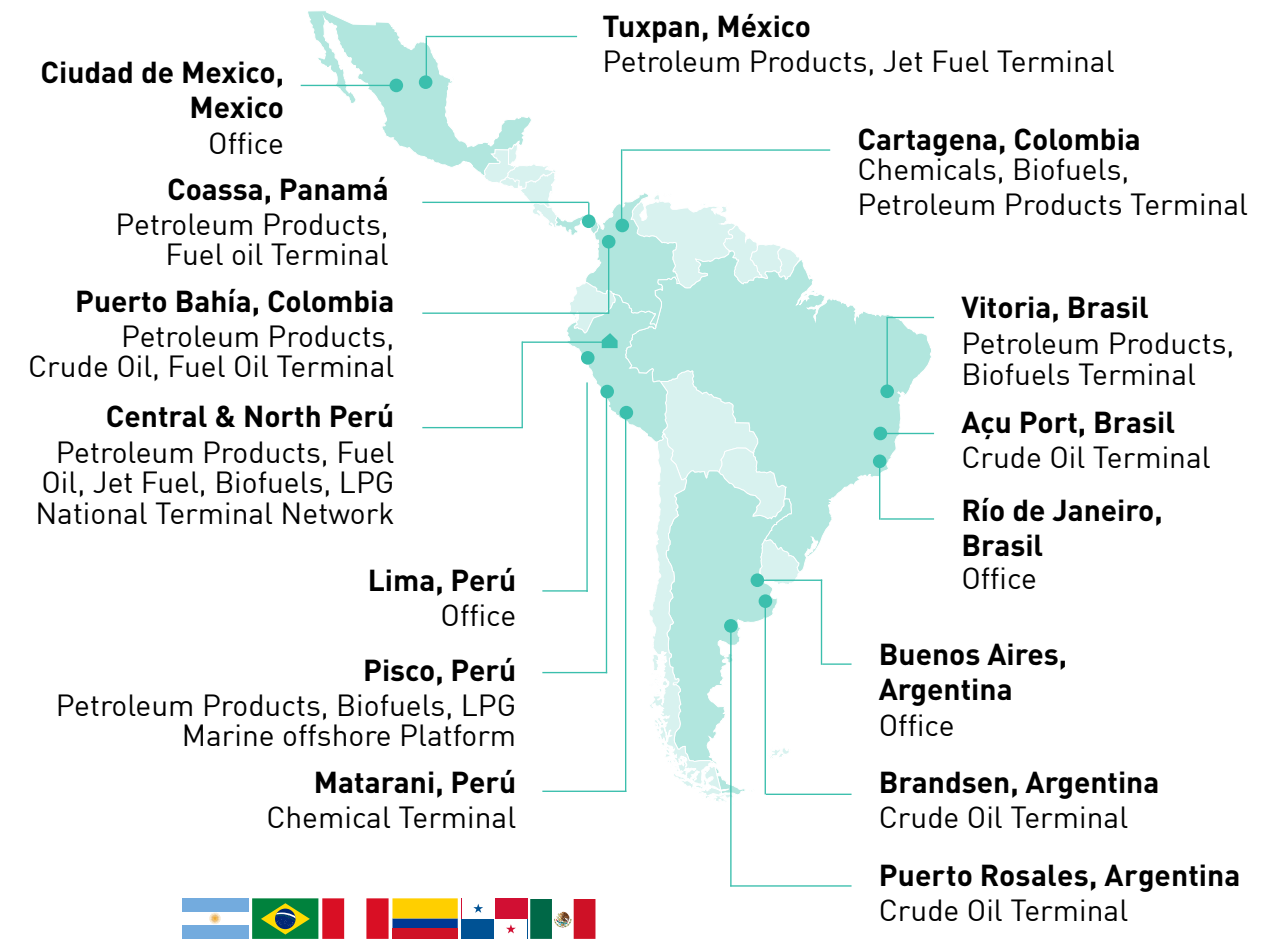 Tuxpan, México
Petroleum Products, Jet Fuel Terminal
Ciudad de Mexico,
Mexico
Office
Cartagena, Colombia
Chemicals, Biofuels,
Petroleum Products Terminal
Coassa, Panamá
Petroleum Products,
Fuel oil Terminal
Puerto Bahía, Colombia
Petroleum Products,
Crude Oil, Fuel Oil Terminal
Central & North Perú
Petroleum Products, Fuel
Oil, Jet Fuel, Biofuels, LPG
National Terminal Network
Lima, Perú
Office
Pisco, Perú
Petroleum Products, Biofuels, LPG
Marine offshore Platform
Matarani, Perú
Chemical Terminal
Vitoria, Brasil
Petroleum Products,
Biofuels Terminal
Açu Port, Brasil
Crude Oil Terminal
Río de Janeiro,
Brasil
Office
Buenos Aires,
Argentina
Office
Brandsen, Argentina
Crude Oil Terminal
Puerto Rosales, Argentina
Crude Oil Terminal